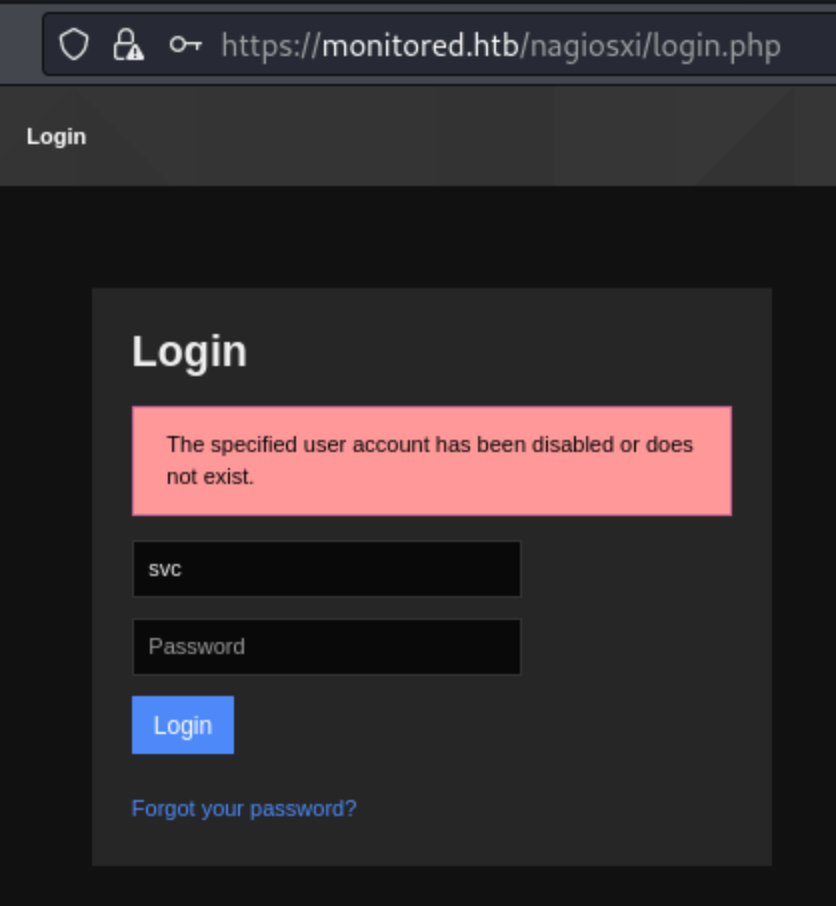 https://monitored.htb/nagiosxi/login.php
Login
Login
The specified user account has been disabled or does
not exist.
svc
Password
Login
Forgot your password?